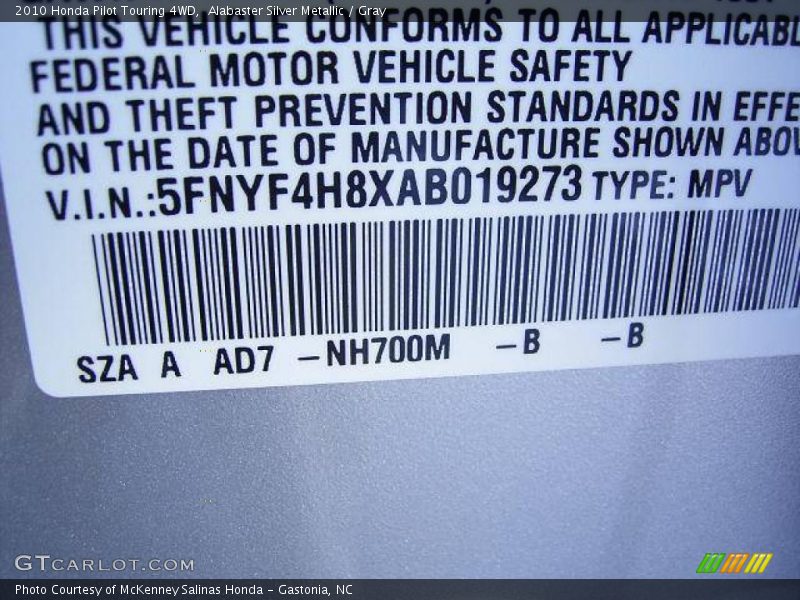 2010 Honda Pilot Touring 4WD,  Alabaster Silver Metallic / Gray
THIS VEHICLE CONFORMS TO ALL APPLICABL
FEDERAL MOTOR VEHICLE SAFETY
AND THEFT PREVENTION STANDARDS IN EFFE
ON THE DATE OF MANUFACTURE SHOWN ABOV
V.I.N.:5FNYF4H8XAB019273 TYPE: MPV
SZA A AD7 –NH700M –B –B
GTCARLOT.COM
Photo Courtesy of McKenney Salinas Honda - Gastonia, NC